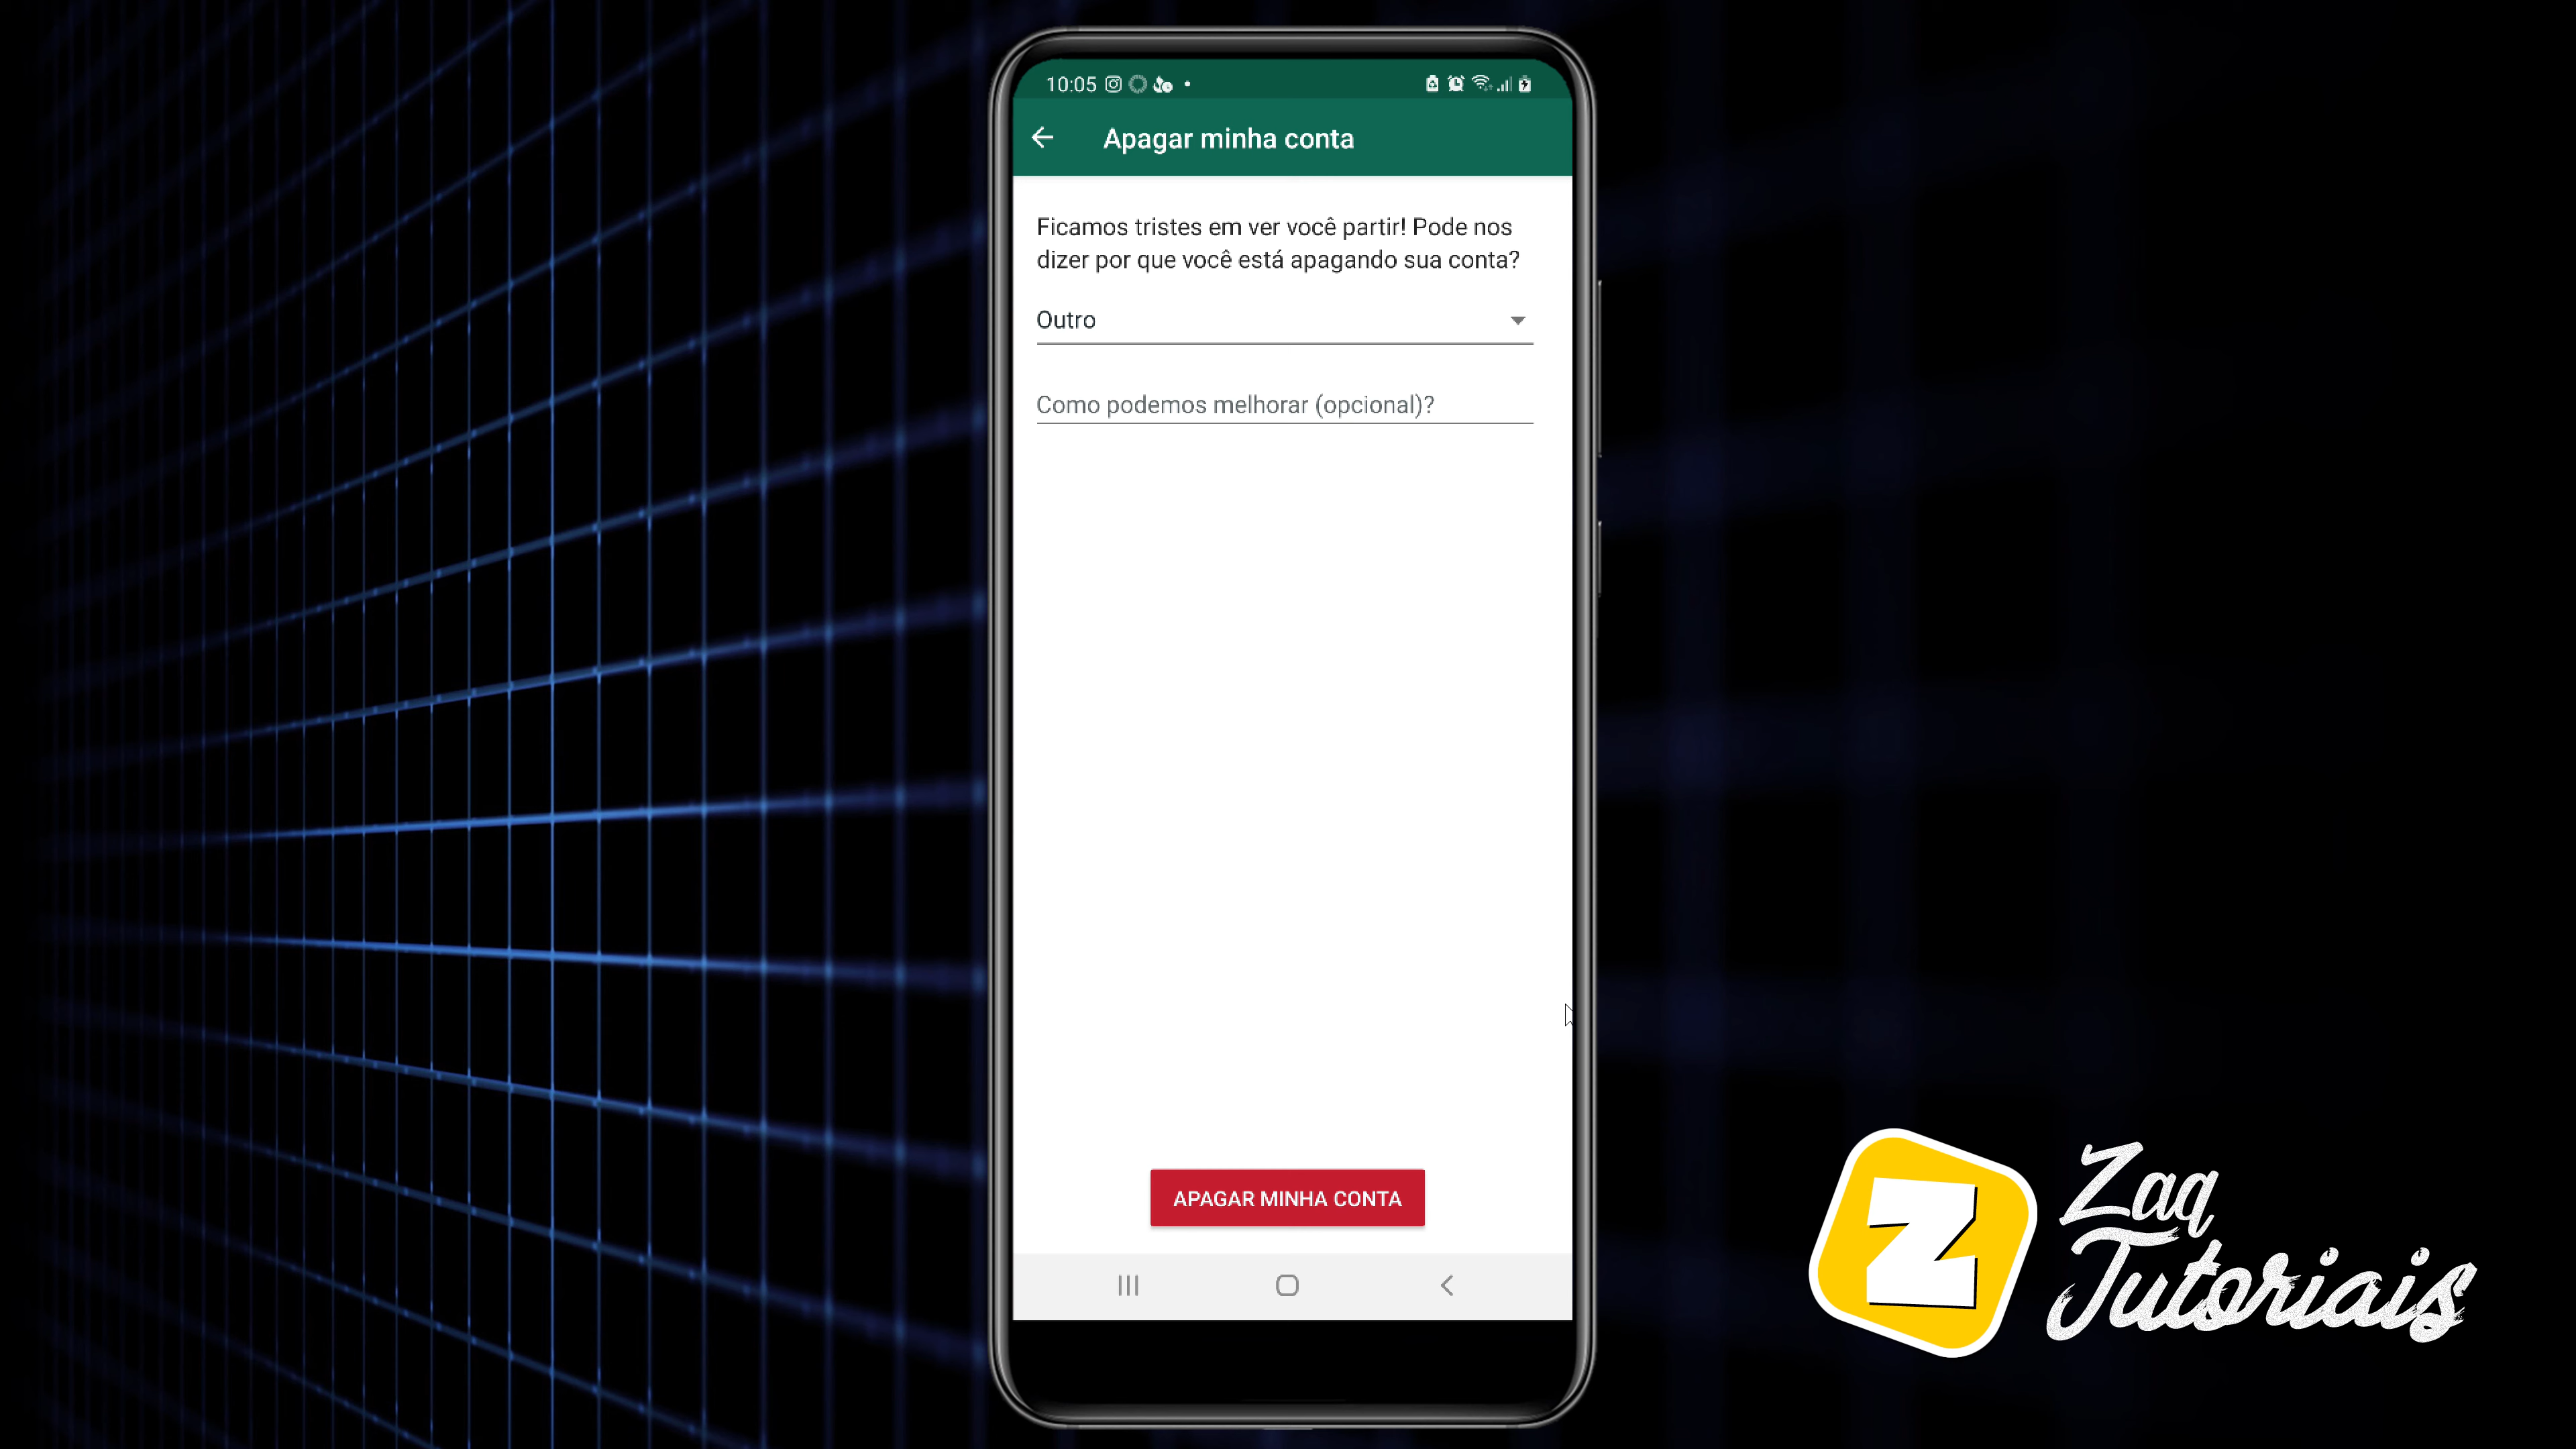 10:05
Apagar minha conta
Ficamos tristes em ver você partir! Pode nos
dizer por que você está apagando sua conta?
Outro
Como podemos melhorar (opcional)?
APAGAR MINHA CONTA
Z
Zaq
Tutoriais